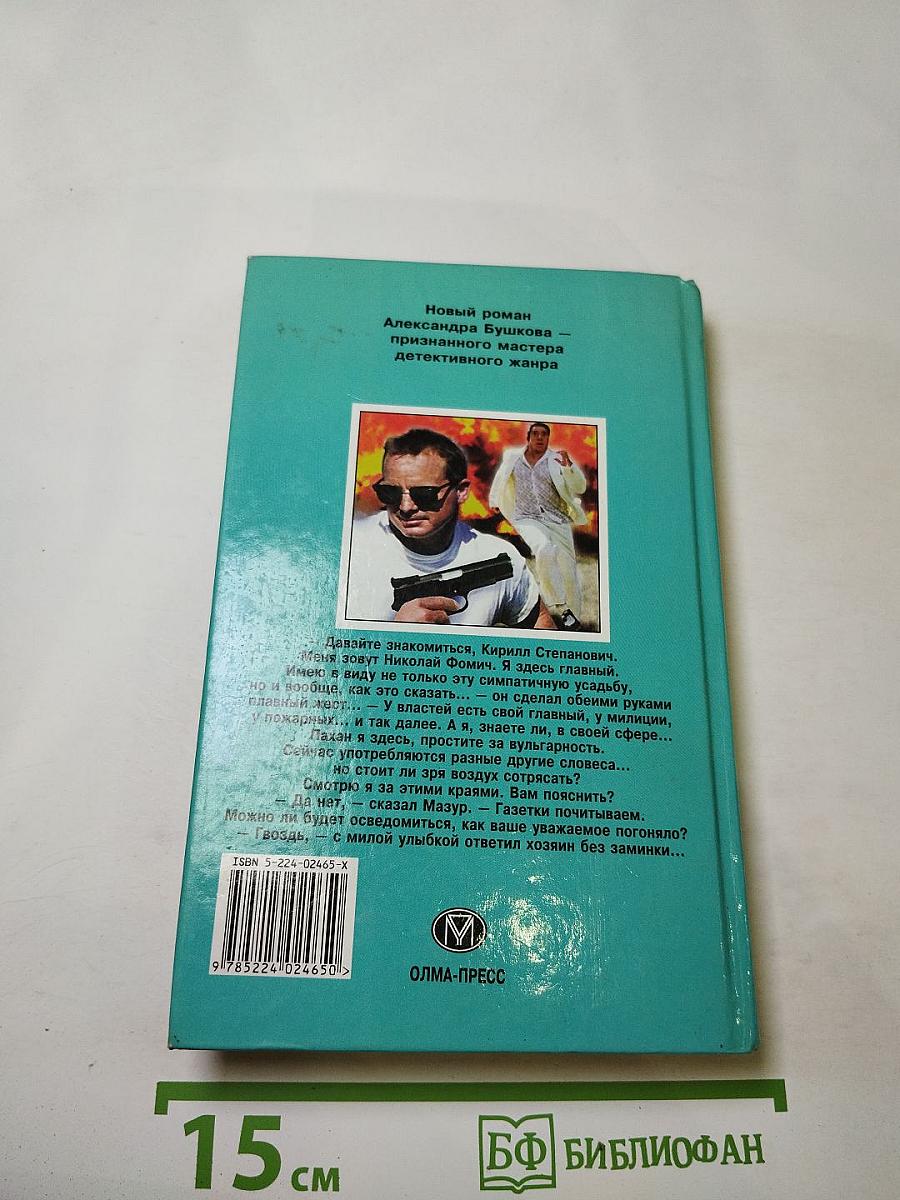 Новый роман
Александра Бушкова —
признанного мастера
детективного жанра
— Давайте знакомиться, Кирилл Степанович.
Меня зовут Николай Фомич. Я здесь главный.
Имею в виду не только эту симпатичную усадьбу,
но и вообще, как это сказать... — он сделал обеими руками
плавный жест... — У властей есть свой главный, у милиции,
у пожарных... и так далее. А я, знаете ли, в своей сфере...
Пахан я здесь, простите за вульгарность.
Сейчас употребляются разные другие словеса...
но стоит ли зря воздух сотрясать?
Смотрю я за этими краями. Вам пояснить?
— Да нет, — сказал Мазур. — Газетки почитываем.
Можно ли будет осведомиться, как ваше уважаемое погоняло?
— Гвоздь, — с милой улыбкой ответил хозяин без заминки...
ISBN 5-224-02465-X
9 785224 024650 >
ОЛМА-ПРЕСС
15 см
БФ БИБЛИОФАН